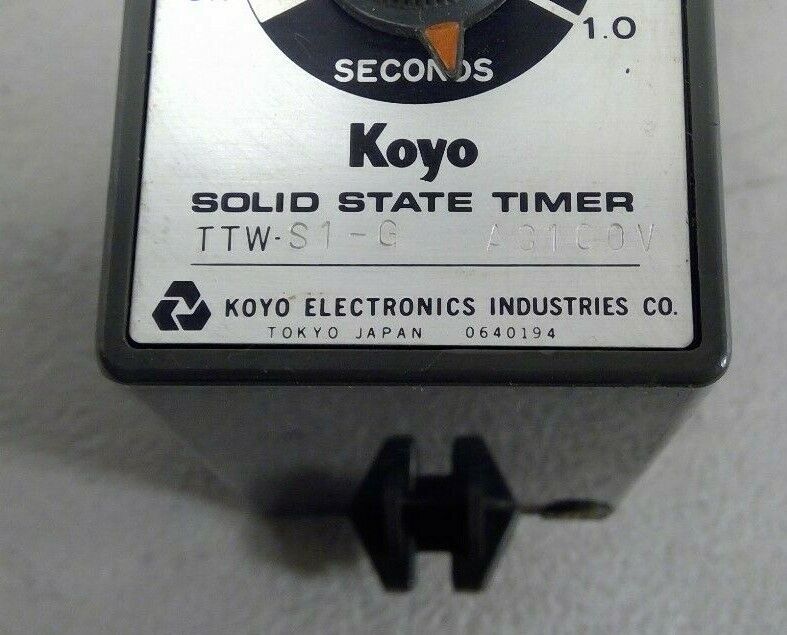 1.0
SECONDS
Koyo
SOLID STATE TIMER
TTW-S1-G AC100V
KOYO ELECTRONICS INDUSTRIES CO.
TOKYO JAPAN 0640194